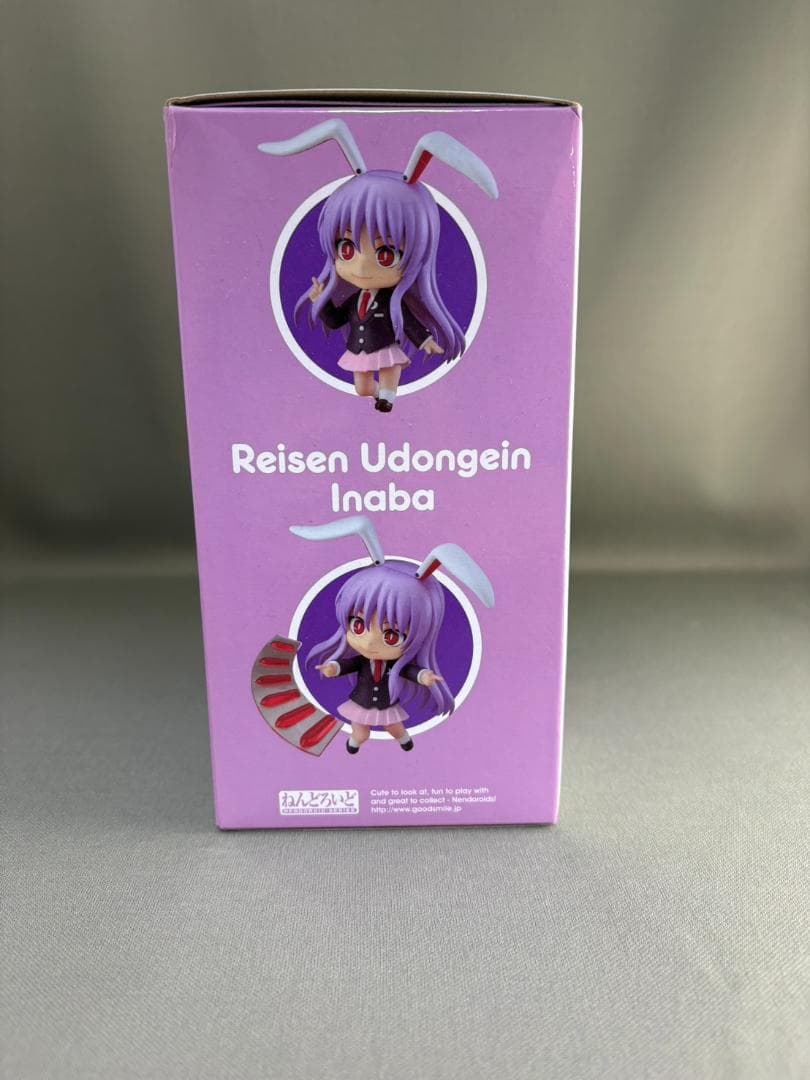 Reisen Udongein
Inaba
ねんどろいど
NENDOROID SERIES
Cute to look at, fun to play with
and great to collect - Nendoroids!
http://www.goodsmile.jp